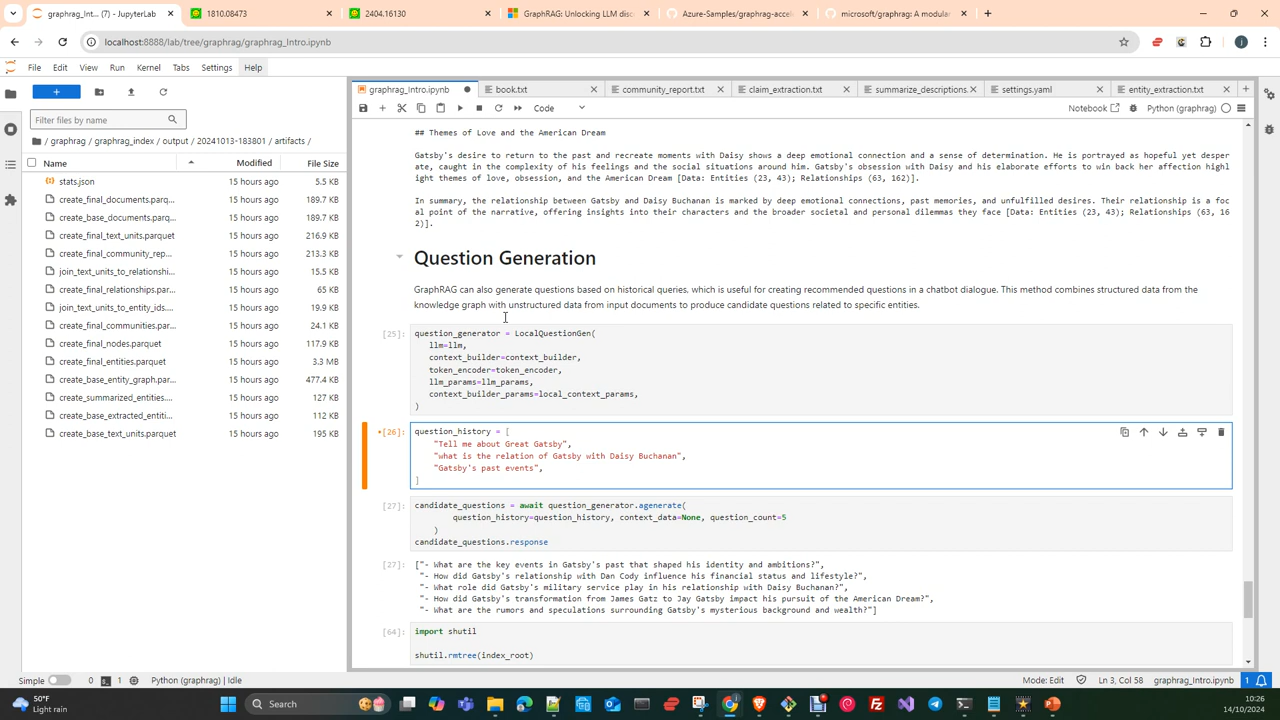 graphrag_Intro.ipynb (7/64) - JupyterLab
1810.08473
2404.16130
GraphRAG: Unlocking LLM disc
Azure-Samples/graphrag-accel
microsoft/graphrag: A modular
localhost:8888/lab/tree/graphrag/graphrag_Intro.ipynb
File Edit View Run Kernel Tabs Settings Help
graphrag_Intro.ipynb
book.txt
community_report.txt
claim_extraction.txt
summarize_descriptions.
settings.yaml
entity_extraction.txt
Code
Notebook
Python (graphrag)
Filter files by name
/ graphrag / graphrag_index / output / 20241013-183801 / artifacts /
Name Modified File Size
stats.json 15 hours ago 5.5 KB
create_final_documents.parq... 15 hours ago 189.7 KB
create_base_documents.parq... 15 hours ago 189.7 KB
create_final_text_units.parquet 15 hours ago 216.9 KB
create_final_community_rep... 15 hours ago 213.3 KB
join_text_units_to_relationshi... 15 hours ago 15.5 KB
create_final_relationships.parq... 15 hours ago 65 KB
join_text_units_to_entity_ids.... 15 hours ago 19.9 KB
create_final_communities.parq... 15 hours ago 24.1 KB
create_final_nodes.parquet 15 hours ago 117.9 KB
create_final_entities.parquet 15 hours ago 3.3 MB
create_base_entity_graph.par... 15 hours ago 477.4 KB
create_summarized_entities.... 15 hours ago 127 KB
create_base_extracted_entiti... 15 hours ago 112 KB
create_base_text_units.parquet 15 hours ago 195 KB
## Themes of Love and the American Dream
Gatsby's desire to return to the past and recreate moments with Daisy shows a deep emotional connection and a sense of determination. He is portrayed as hopeful yet desper
ate, caught in the complexity of his feelings and the social situations around him. Gatsby's obsession with Daisy and his elaborate efforts to win back her affection highl
ight themes of love, obsession, and the American Dream [Data: Entities (23, 43); Relationships (63, 162)].
In summary, the relationship between Gatsby and Daisy Buchanan is marked by deep emotional connections, past memories, and unfulfilled desires. Their relationship is a foc
al point of the narrative, offering insights into their characters and the broader societal and personal dilemmas they face [Data: Entities (23, 43); Relationships (63, 16
2)].
Question Generation
GraphRAG can also generate questions based on historical queries, which is useful for creating recommended questions in a chatbot dialogue. This method combines structured data from the
knowledge graph with unstructured data from input documents to produce candidate questions related to specific entities.
[25]: question_generator = LocalQuestionGen(
llm=llm,
context_builder=context_builder,
token_encoder=token_encoder,
llm_params=llm_params,
context_builder_params=local_context_params,
)
[26]: question_history = [
"Tell me about Great Gatsby",
"what is the relation of Gatsby with Daisy Buchanan",
"Gatsby's past events",
]
[27]: candidate_questions = await question_generator.agenerate(
question_history=question_history, context_data=None, question_count=5
)
candidate_questions.response
[27]: ["- What are the key events in Gatsby's past that shaped his identity and ambitions?",
"- How did Gatsby's relationship with Dan Cody influence his financial status and lifestyle?",
"- What role did Gatsby's military service play in his relationship with Daisy Buchanan?",
"- How did Gatsby's transformation from James Gatz to Jay Gatsby impact his pursuit of the American Dream?",
"- What are the rumors and speculations surrounding Gatsby's mysterious background and wealth?"]
[64]: import shutil
shutil.rmtree(index_root)
Simple 0 1 Python (graphrag) | Idle
Mode: Edit Ln 3, Col 58 graphrag_Intro.ipynb 1
50°F
Light rain
Search
10:26
14/10/2024